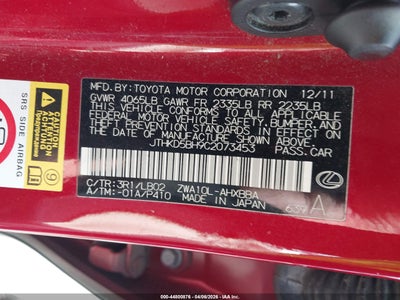 MFD. BY: TOYOTA MOTOR CORPORATION 12/11
GVWR 4065LB GAWR FR 2335LB RR 2235LB
THIS VEHICLE CONFORMS TO ALL APPLICABLE
FEDERAL MOTOR VEHICLE SAFETY, BUMPER, AND
THEFT PREVENTION STANDARDS IN EFFECT ON
THE DATE OF MANUFACTURE SHOWN ABOVE.
JTHKD5BH9C2073453 PASS. CAR
C/TR: 3R1/LB02 ZWA10L-AHXBBA
A/TM: -01A/P410 MADE IN JAPAN
639 A
SRS SIDE AIRBAG
000-44800876 - 04/06/2026 - IAA Inc.